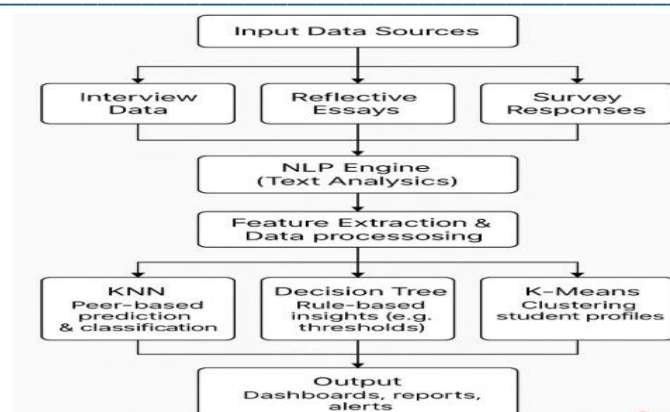 Input Data Sources
Interview
Data
Reflective
Essays
Survey
Responses
NLP Engine
(Text Analysics)
Feature Extraction &
Data processosing
KNN
Peer-based
prediction
& classification
Decision Tree
Rule-based
insights (e.g.
thresholds)
K-Means
Clustering
student profiles
Output
Dashboards, reports,
alerts